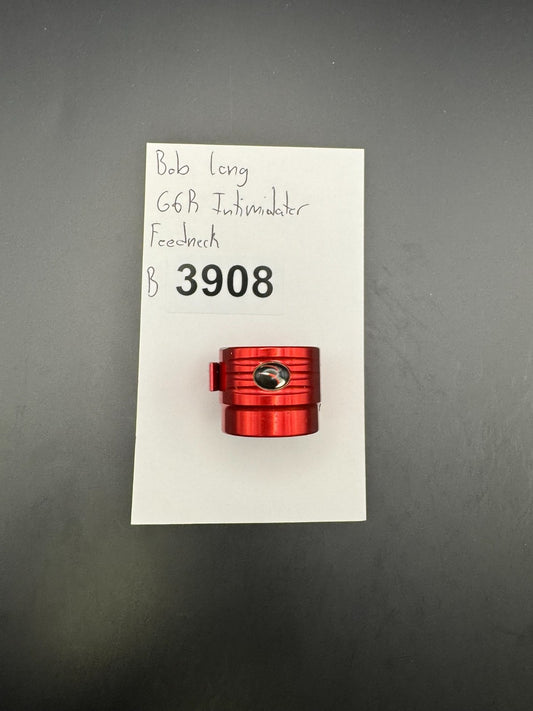 Bob Long
G6R Intimidator
Feedneck
B 3908